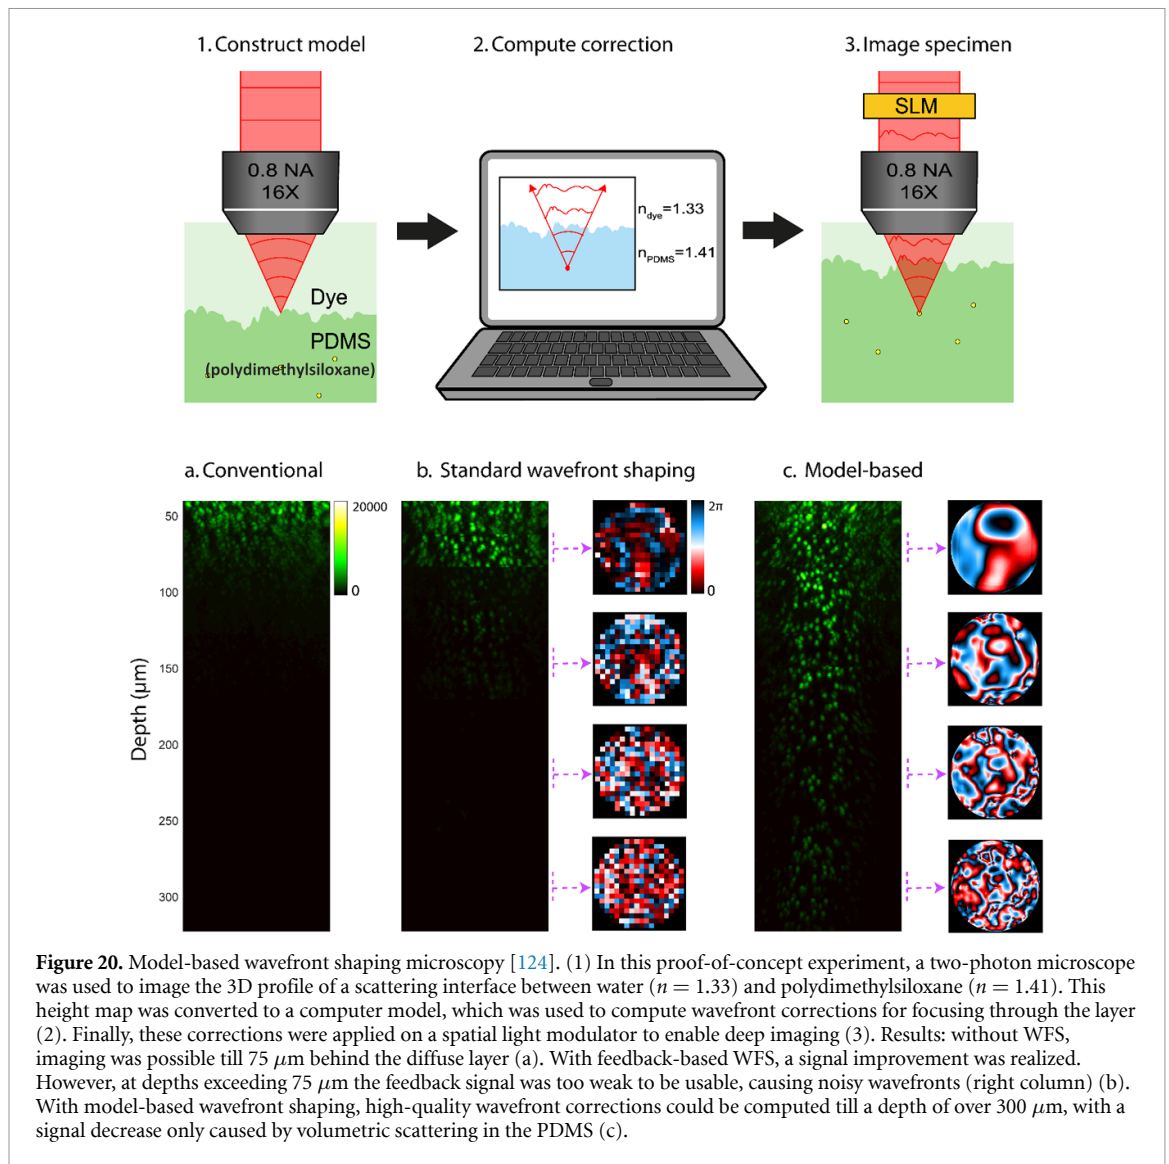 1. Construct model
2. Compute correction
3. Image specimen
0.8 NA
16X
Dye
PDMS
(polydimethylsiloxane)
n_dye=1.33
n_PDMS=1.41
SLM
0.8 NA
16X
a. Conventional
b. Standard wavefront shaping
c. Model-based
Depth (μm)
50
100
150
200
250
300
20000
0
2π
0
Figure 20. Model-based wavefront shaping microscopy [124]. (1) In this proof-of-concept experiment, a two-photon microscope
was used to image the 3D profile of a scattering interface between water (n = 1.33) and polydimethylsiloxane (n = 1.41). This
height map was converted to a computer model, which was used to compute wavefront corrections for focusing through the layer
(2). Finally, these corrections were applied on a spatial light modulator to enable deep imaging (3). Results: without WFS,
imaging was possible till 75 μm behind the diffuse layer (a). With feedback-based WFS, a signal improvement was realized.
However, at depths exceeding 75 μm the feedback signal was too weak to be usable, causing noisy wavefronts (right column) (b).
With model-based wavefront shaping, high-quality wavefront corrections could be computed till a depth of over 300 μm, with a
signal decrease only caused by volumetric scattering in the PDMS (c).